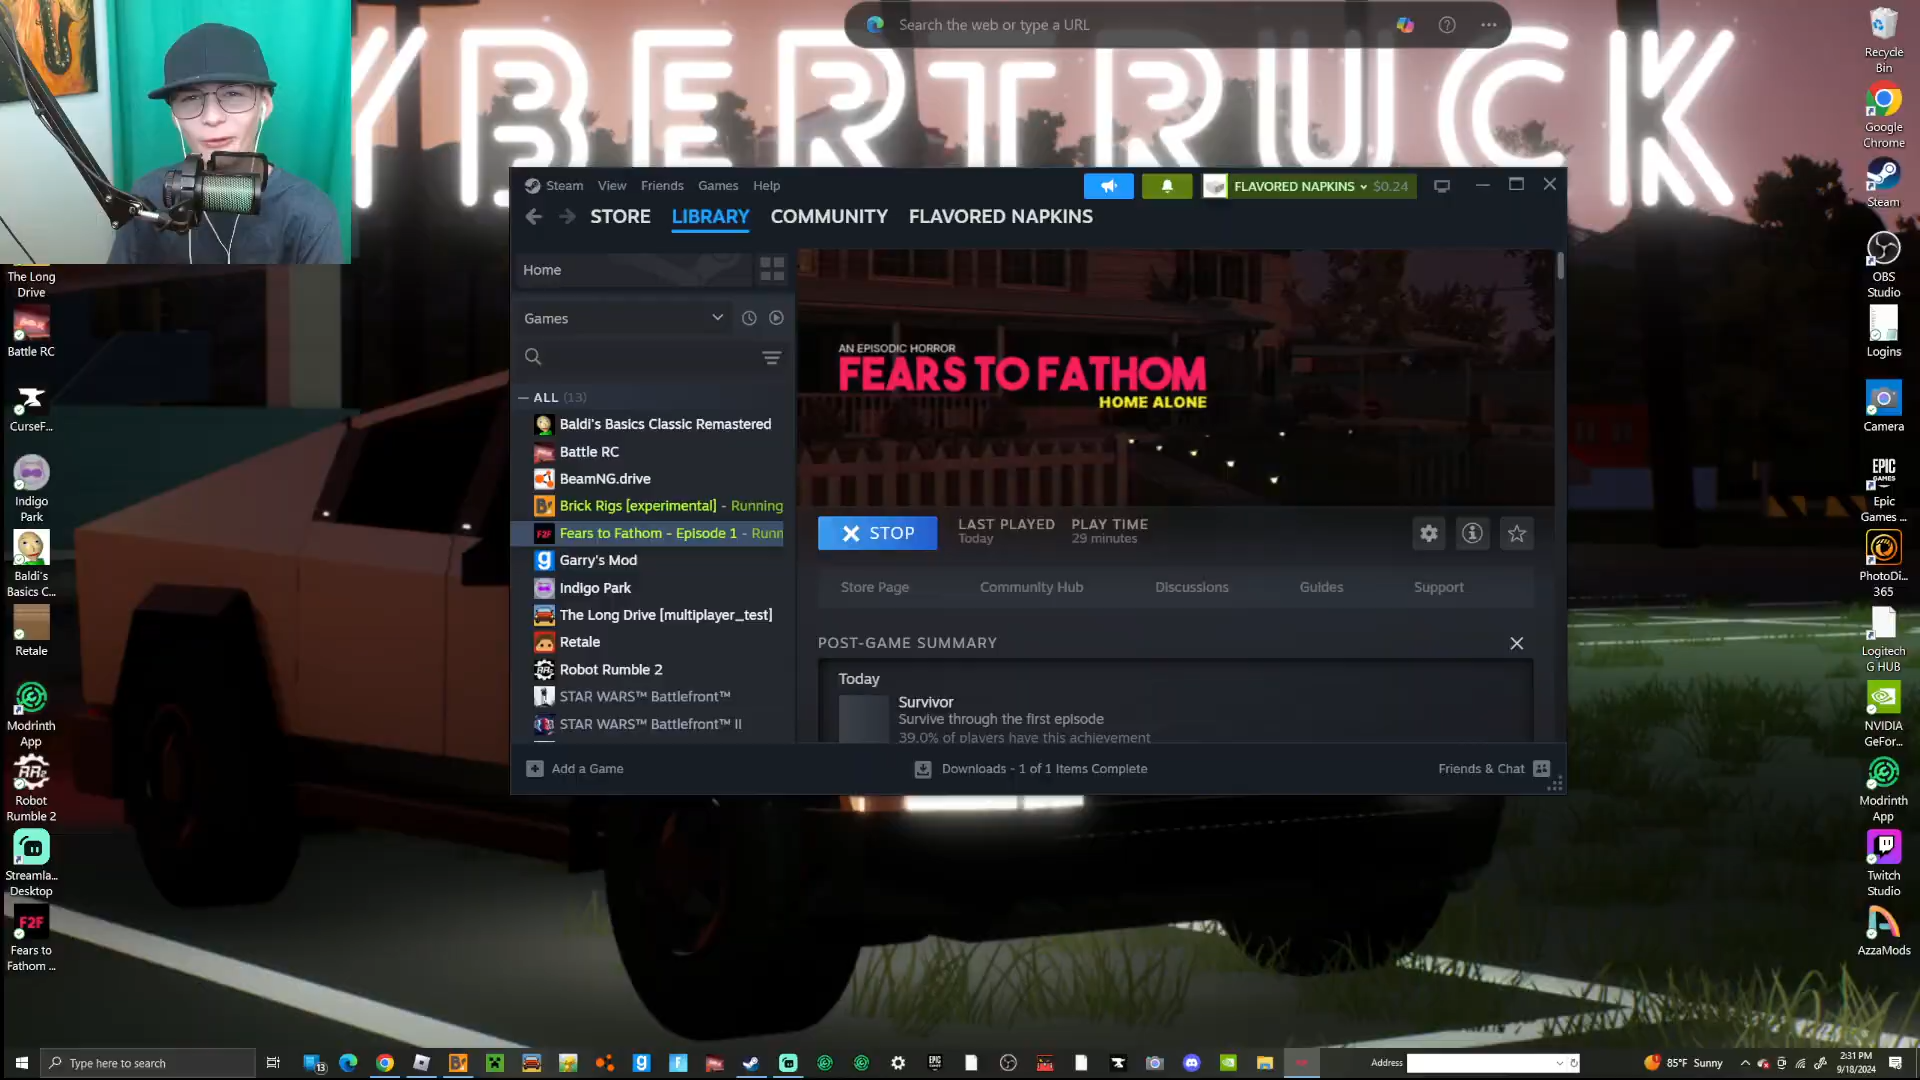 YBERTRUCK
Search the web or type a URL
Recycle
Bin
Google
Chrome
Steam
OBS
Studio
Logins
Camera
EPIC
GAMES
Epic
Games ...
PhotoDi...
365
Logitech
G HUB
NVIDIA
GeFor...
Modrinth
App
Twitch
Studio
AzzaMods
The Long
Drive
Battle RC
CurseF...
Indigo
Park
Baldi's
Basics C...
Retale
Modrinth
App
Robot
Rumble 2
Streamla...
Desktop
F2F
Fears to
Fathom ...
Steam View Friends Games Help
FLAVORED NAPKINS $0.24
STORE LIBRARY COMMUNITY FLAVORED NAPKINS
Home
Games
ALL (13)
Baldi's Basics Classic Remastered
Battle RC
BeamNG.drive
Brick Rigs [experimental] - Running
Fears to Fathom - Episode 1 - Runn
Garry's Mod
Indigo Park
The Long Drive [multiplayer_test]
Retale
Robot Rumble 2
STAR WARS™ Battlefront™
STAR WARS™ Battlefront™ II
AN EPISODIC HORROR
FEARS TO FATHOM
HOME ALONE
STOP
LAST PLAYED
Today
PLAY TIME
29 minutes
Store Page Community Hub Discussions Guides Support
POST-GAME SUMMARY
Today
Survivor
Survive through the first episode
39.0% of players have this achievement
Add a Game
Downloads - 1 of 1 Items Complete
Friends & Chat
Type here to search
13
Address
85°F Sunny
2:31 PM
9/18/2024